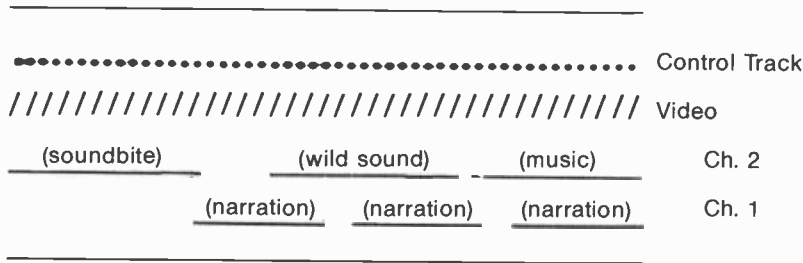 Control Track
Video
(soundbite) (wild sound) (music) Ch. 2
(narration) (narration) (narration) Ch. 1